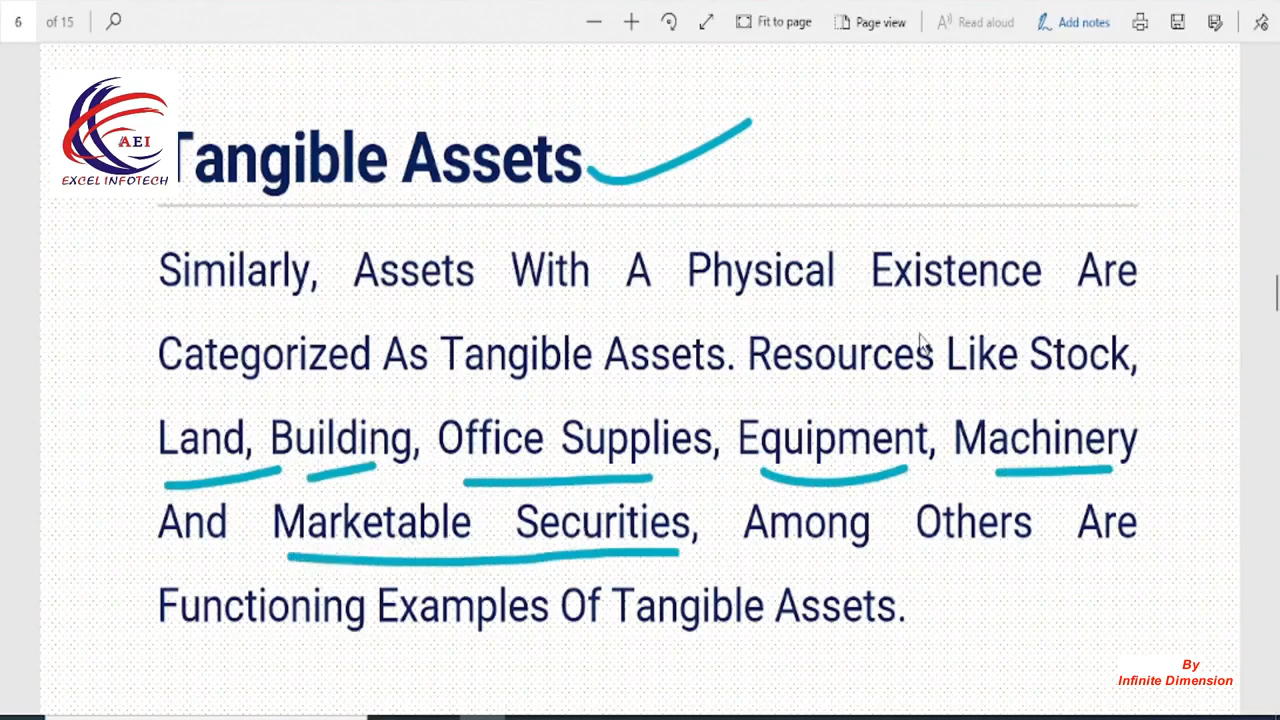 6 of 15 Fit to page Page view Read aloud Add notes
AEI
EXCEL INFOTECH
Tangible Assets
Similarly, Assets With A Physical Existence Are
Categorized As Tangible Assets. Resources Like Stock,
Land, Building, Office Supplies, Equipment, Machinery
And Marketable Securities, Among Others Are
Functioning Examples Of Tangible Assets.
By
Infinite Dimension